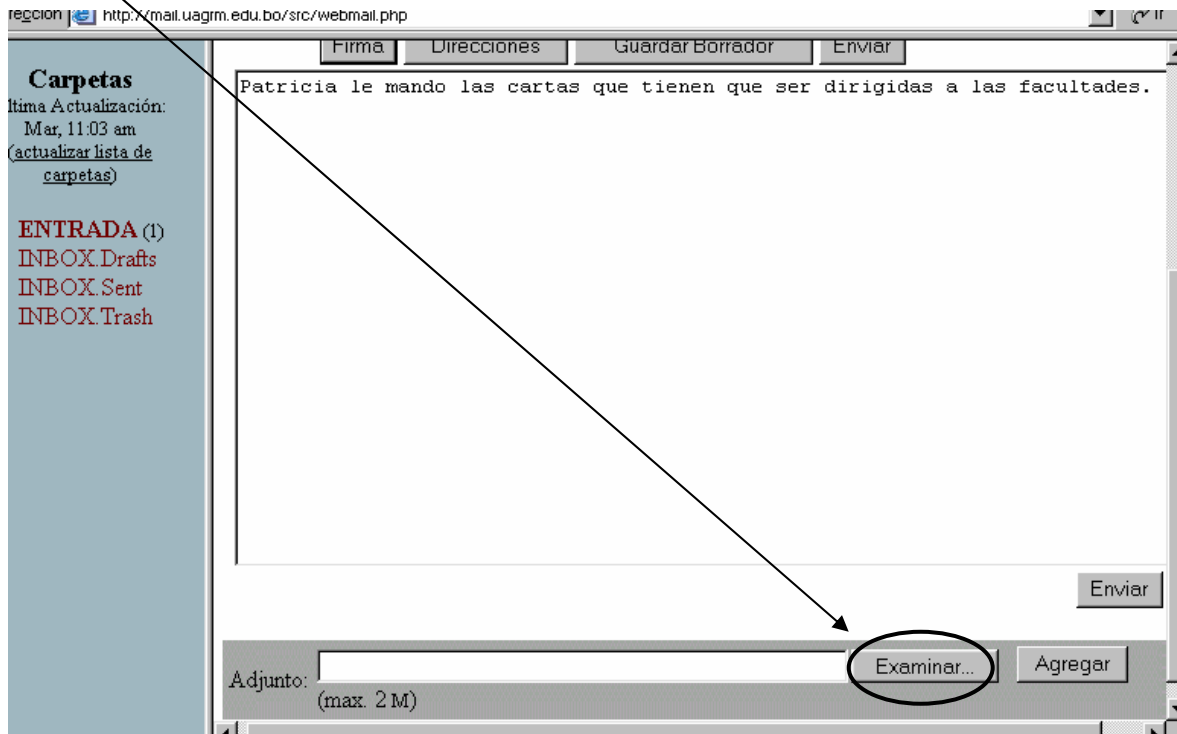 http://mail.uagrm.edu.bo/src/webmail.php
Ir
Carpetas
ltima Actualización:
Mar, 11:03 am
(actualizar lista de
carpetas)
ENTRADA (1)
INBOX.Drafts
INBOX.Sent
INBOX.Trash
Firma Direcciones Guardar Borrador Enviar
Patricia le mando las cartas que tienen que ser dirigidas a las facultades.
Enviar
Adjunto: Examinar... Agregar
(max. 2 M)